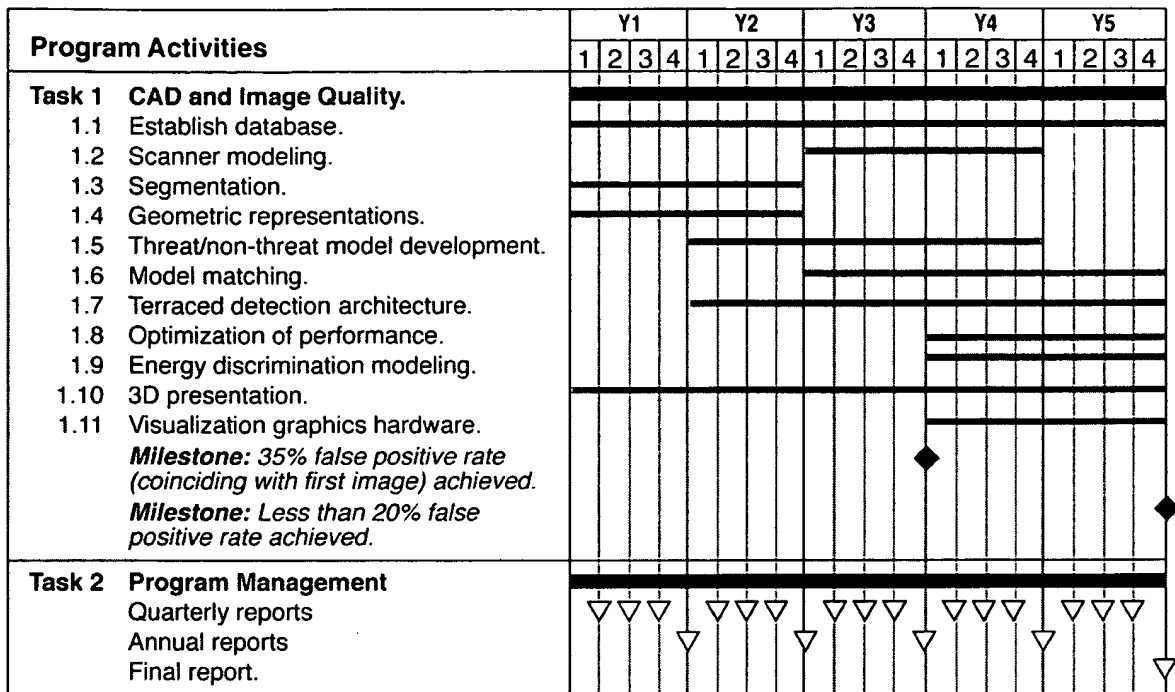 Y1 Y2 Y3 Y4 Y5
Program Activities
1 2 3 4 1 2 3 4 1 2 3 4 1 2 3 4 1 2 3 4
Task 1 CAD and Image Quality.
1.1 Establish database.
1.2 Scanner modeling.
1.3 Segmentation.
1.4 Geometric representations.
1.5 Threat/non-threat model development.
1.6 Model matching.
1.7 Terraced detection architecture.
1.8 Optimization of performance.
1.9 Energy discrimination modeling.
1.10 3D presentation.
1.11 Visualization graphics hardware.
Milestone: 35% false positive rate
(coinciding with first image) achieved.
Milestone: Less than 20% false
positive rate achieved.
Task 2 Program Management
Quarterly reports
Annual reports
Final report.